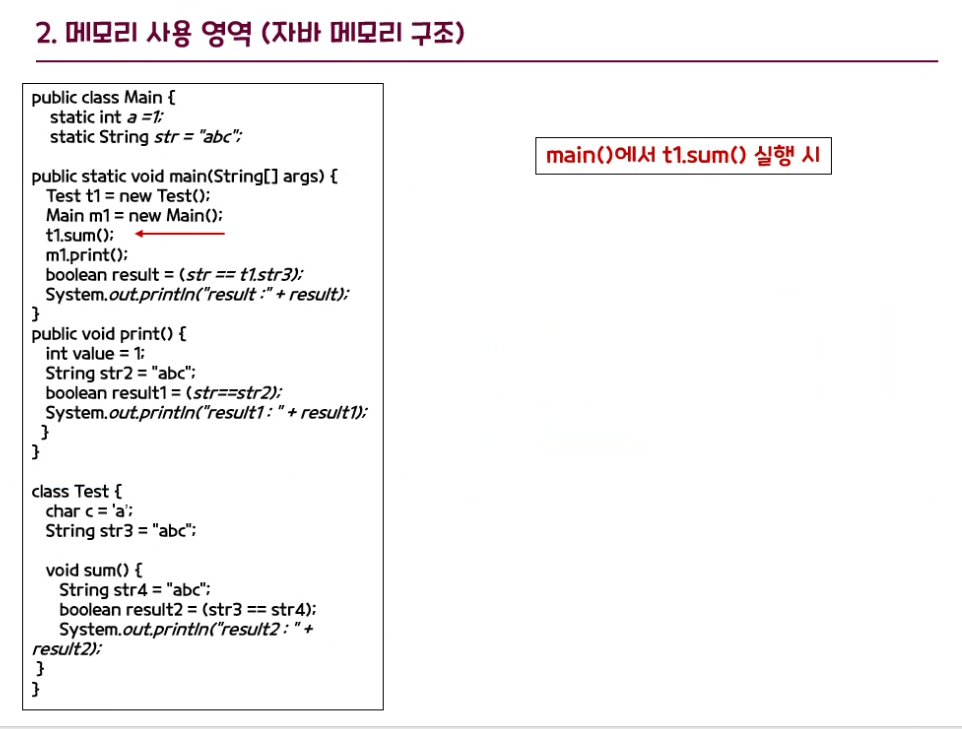 2. 메모리 사용 영역 (자바 메모리 구조)
public class Main {
static int a =1;
static String str = "abc";
public static void main(String[] args) {
Test t1 = new Test();
Main m1 = new Main();
t1.sum();
m1.print();
boolean result = (str == t1.str3);
System.out.println("result :" + result);
}
public void print() {
int value = 1;
String str2 = "abc";
boolean result1 = (str==str2);
System.out.println("result1 : " + result1);
}
}
class Test {
char c = 'a';
String str3 = "abc";
void sum() {
String str4 = "abc";
boolean result2 = (str3 == str4);
System.out.println("result2 : " +
result2);
}
}
main()에서 t1.sum() 실행 시